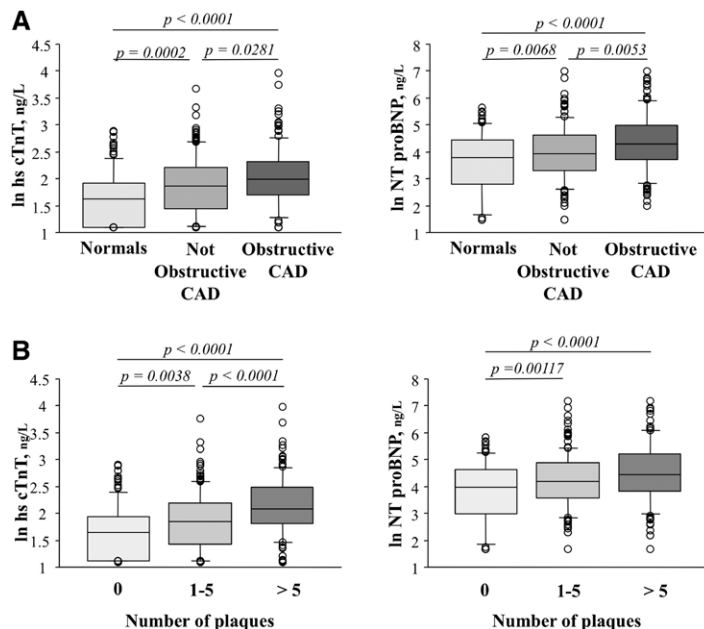 A
p < 0.0001
p = 0.0002
p = 0.0281
ln hs cTnT, ng/L
4.5
4
3.5
3
2.5
2
1.5
1
Normals
Not
Obstructive
CAD
Obstructive
CAD
p < 0.0001
p = 0.0068
p = 0.0053
ln NT proBNP, ng/L
8
7
6
5
4
3
2
1
Normals
Not
Obstructive
CAD
Obstructive
CAD
B
p < 0.0001
p = 0.0038
p < 0.0001
ln hs cTnT, ng/L
4.5
4
3.5
3
2.5
2
1.5
1
0
1-5
> 5
Number of plaques
p < 0.0001
p =0.00117
ln NT proBNP, ng/L
8
7
6
5
4
3
2
1
0
1-5
> 5
Number of plaques